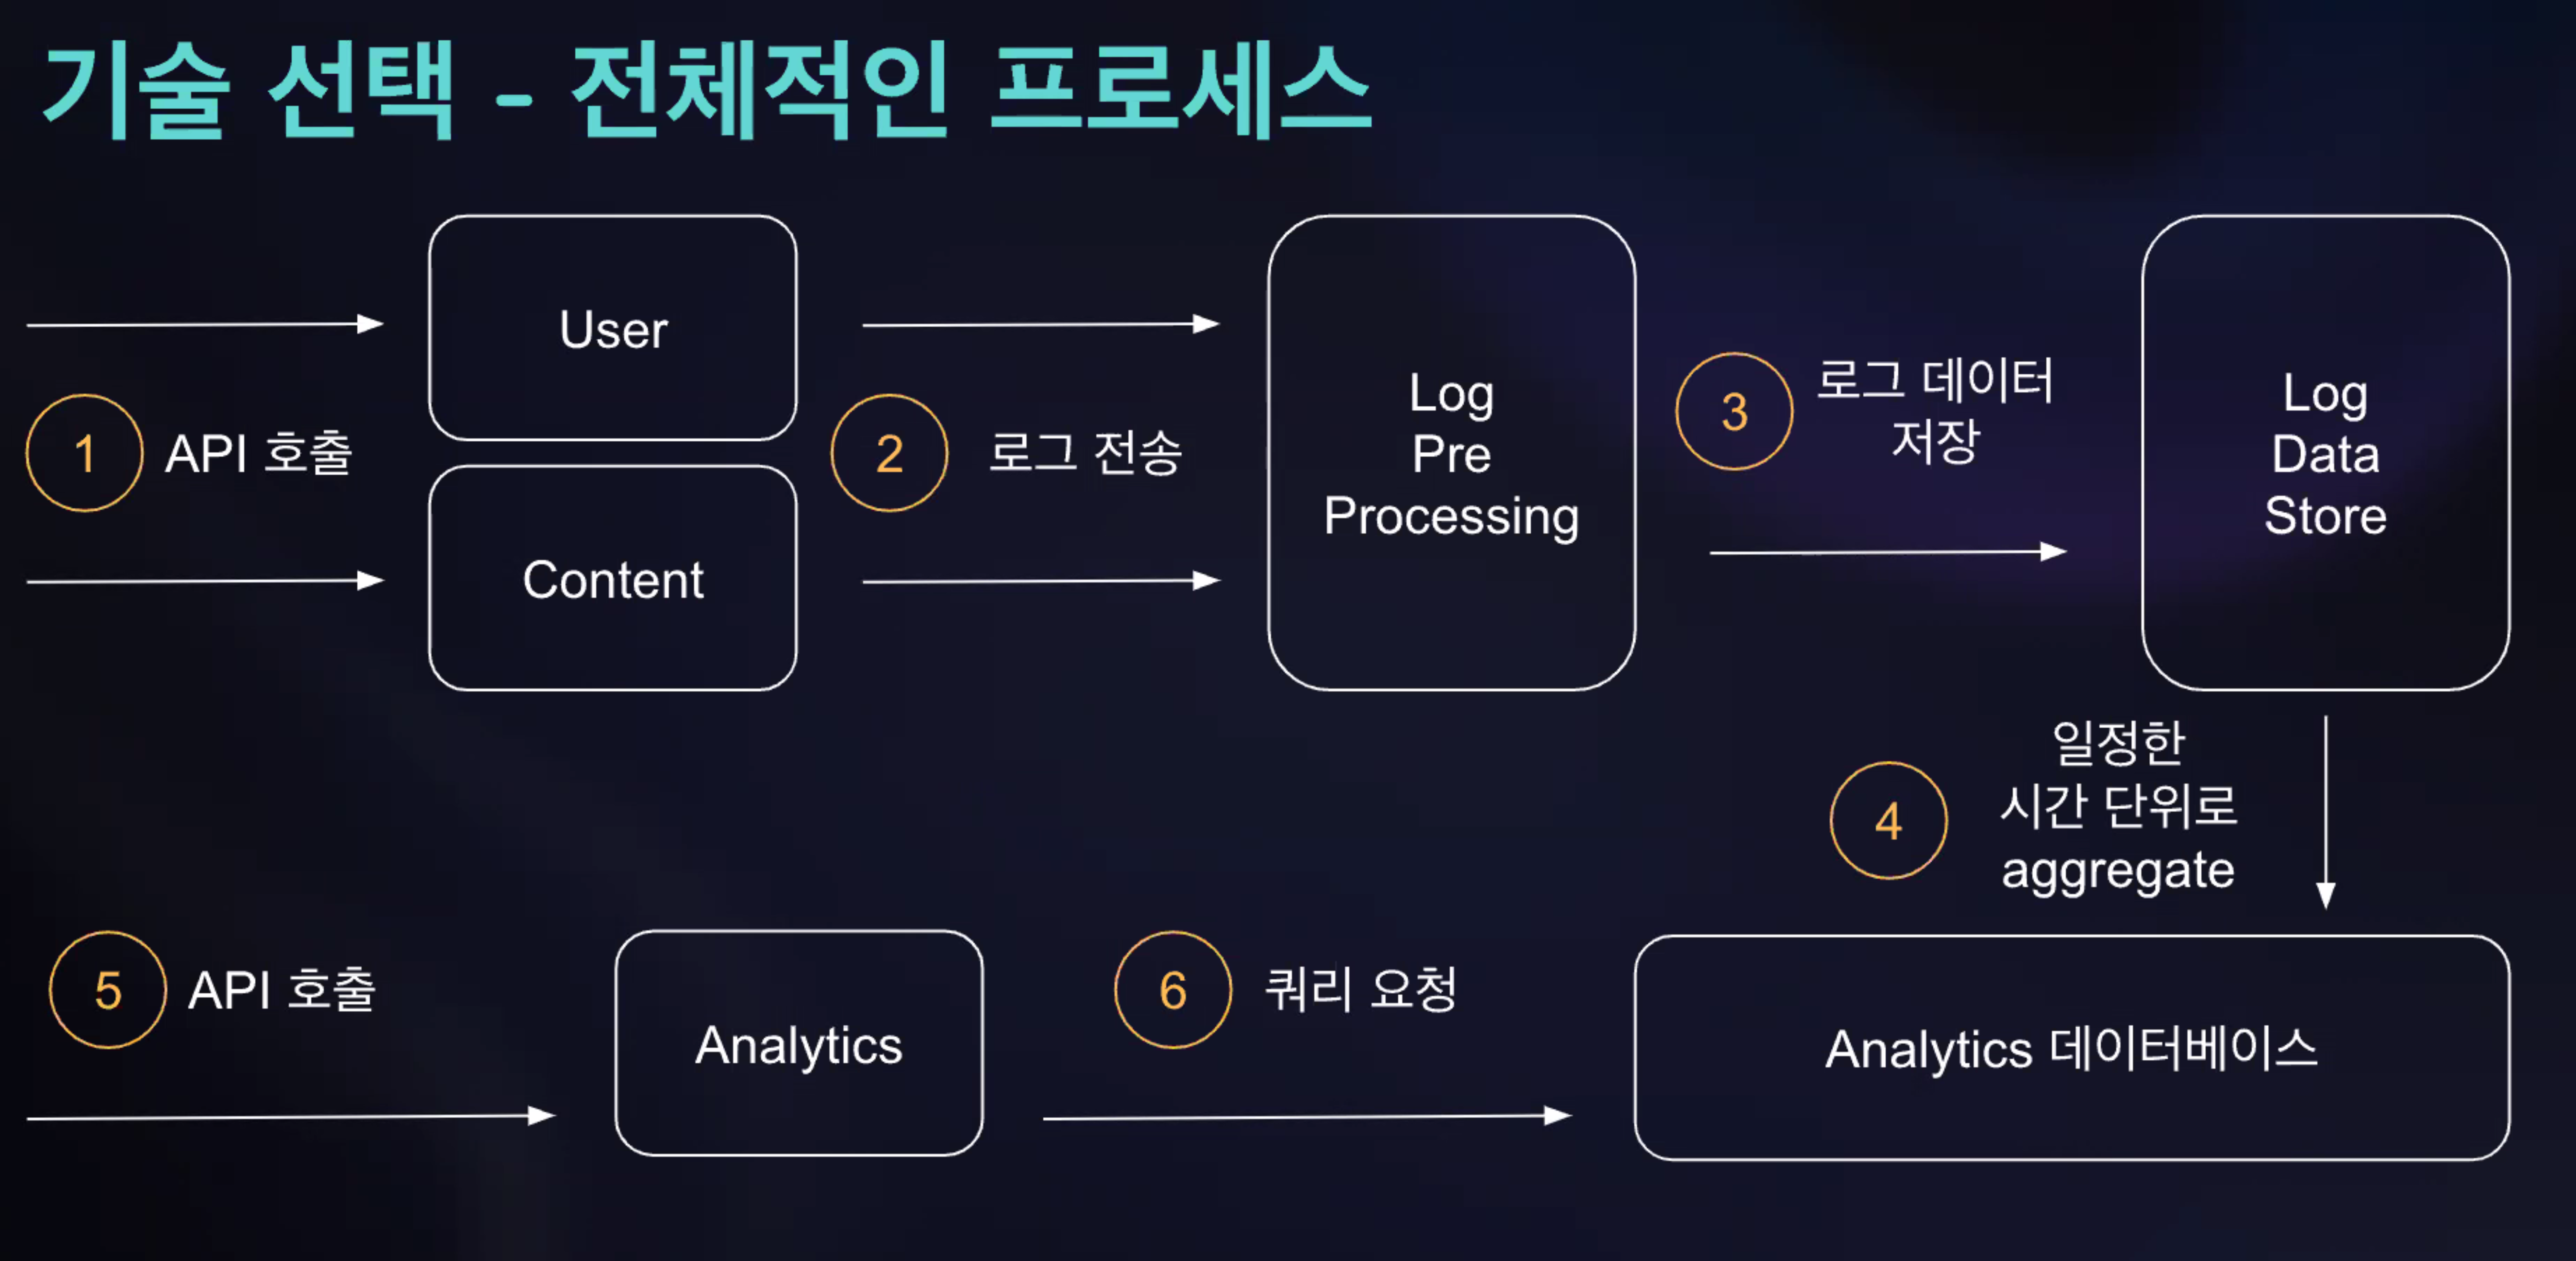 기술 선택 - 전체적인 프로세스
User
1
API 호출
Content
2
로그 전송
Log
Pre
Processing
3
로그 데이터
저장
Log
Data
Store
4
일정한
시간 단위로
aggregate
5
API 호출
Analytics
6
쿼리 요청
Analytics 데이터베이스